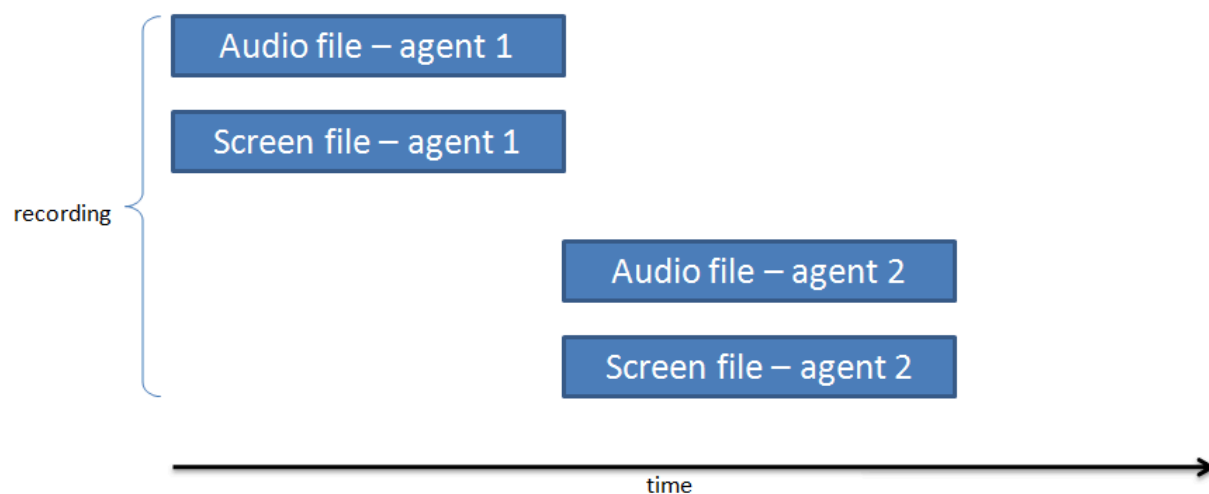 Audio file – agent 1
Screen file – agent 1
recording
Audio file – agent 2
Screen file – agent 2
time